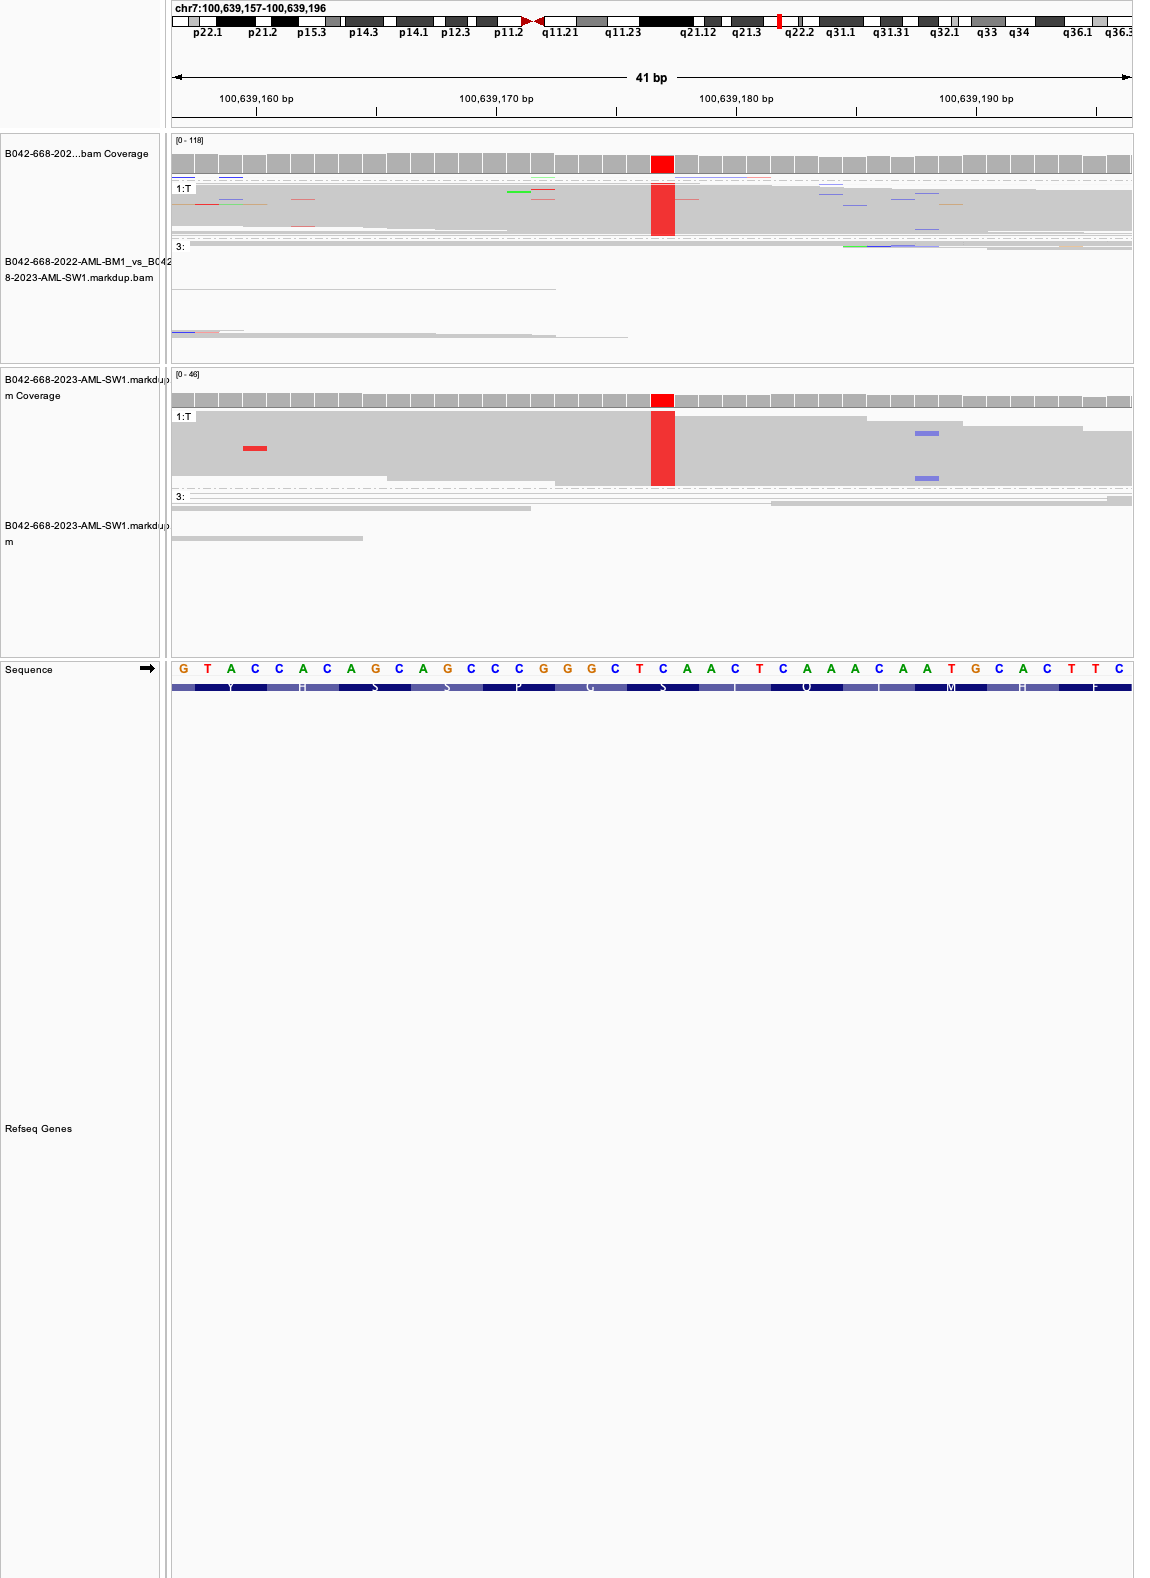 chr7:100,639,157-100,639,196
p22.1 p21.2 p15.3 p14.3 p14.1 p12.3 p11.2 q11.21 q11.23 q21.12 q21.3 q22.2 q31.1 q31.31 q32.1 q33 q34 q36.1 q36.3
41 bp
100,639,160 bp 100,639,170 bp 100,639,180 bp 100,639,190 bp
[0 - 118]
B042-668-202...bam Coverage
1:T
3:
B042-668-2022-AML-BM1_vs_B042
8-2023-AML-SW1.markdup.bam
[0 - 46]
B042-668-2023-AML-SW1.markdup
m Coverage
1:T
3:
B042-668-2023-AML-SW1.markdup
m
Sequence G T A C C A C A G C A G C C C G G G C T C A A C T C A A A C A A T G C A C T T C
Y H S S P G S T Q T M H F
Refseq Genes